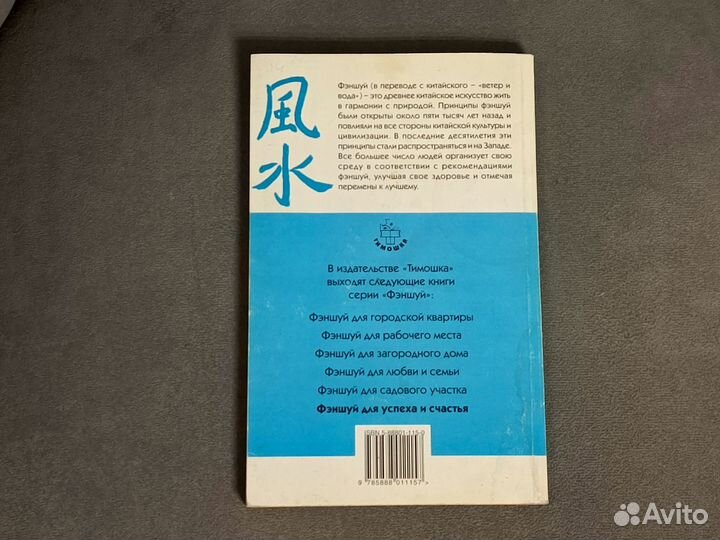 風水
Фэншуй (в переводе с китайского – «ветер и
вода») – это древнее китайское искусство жить
в гармонии с природой. Принципы фэншуй
были открыты около пяти тысяч лет назад и
повлияли на все стороны китайской культуры и
цивилизации. В последние десятилетия эти
принципы стали распространяться и на Западе.
Все большее число людей организует свою
среду в соответствии с рекомендациями
фэншуй, улучшая свое здоровье и отмечая
перемены к лучшему.
ТИМОШКА
В издательстве «Тимошка»
выходят следующие книги
серии «Фэншуй»:
Фэншуй для городской квартиры
Фэншуй для рабочего места
Фэншуй для загородного дома
Фэншуй для любви и семьи
Фэншуй для садового участка
Фэншуй для успеха и счастья
ISBN 5-88801-115-0
9 785888 011157 >
Avito